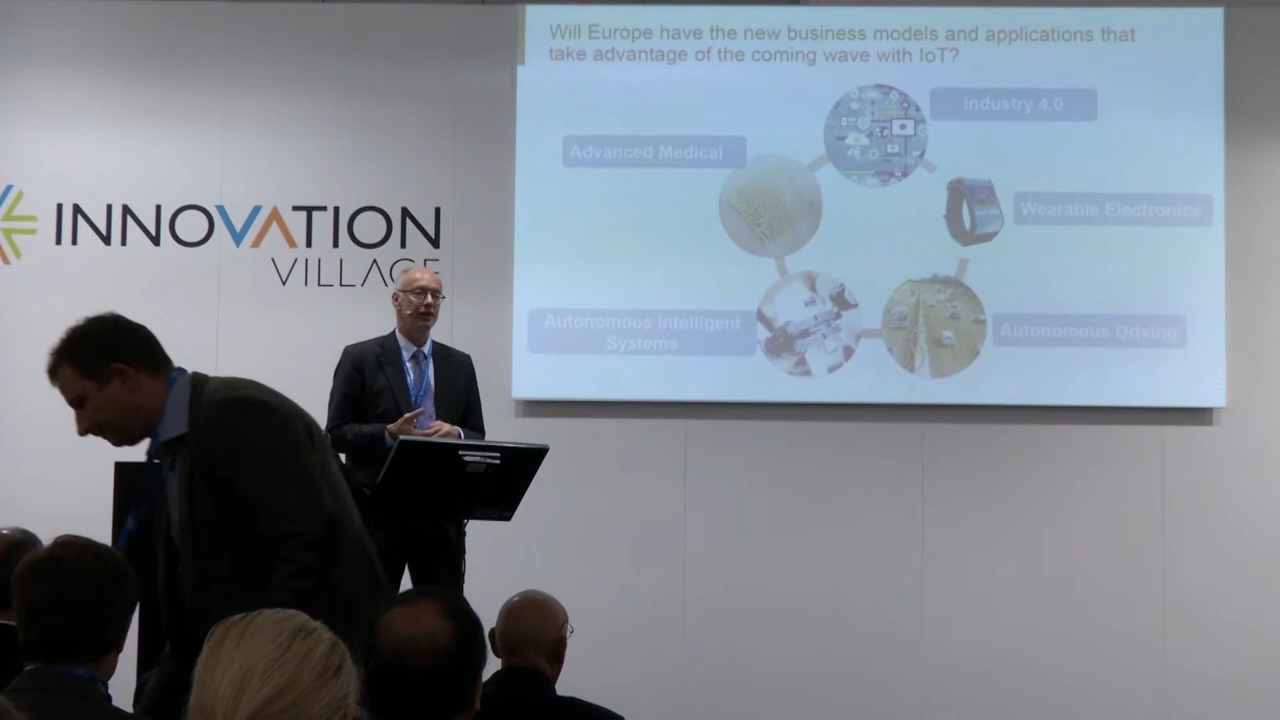 Will Europe have the new business models and applications that
take advantage of the coming wave with IoT?
Industry 4.0
Advanced Medical
Wearable Electronics
Autonomous Intelligent
Systems
Autonomous Driving
INNOVATION
VILLAGE